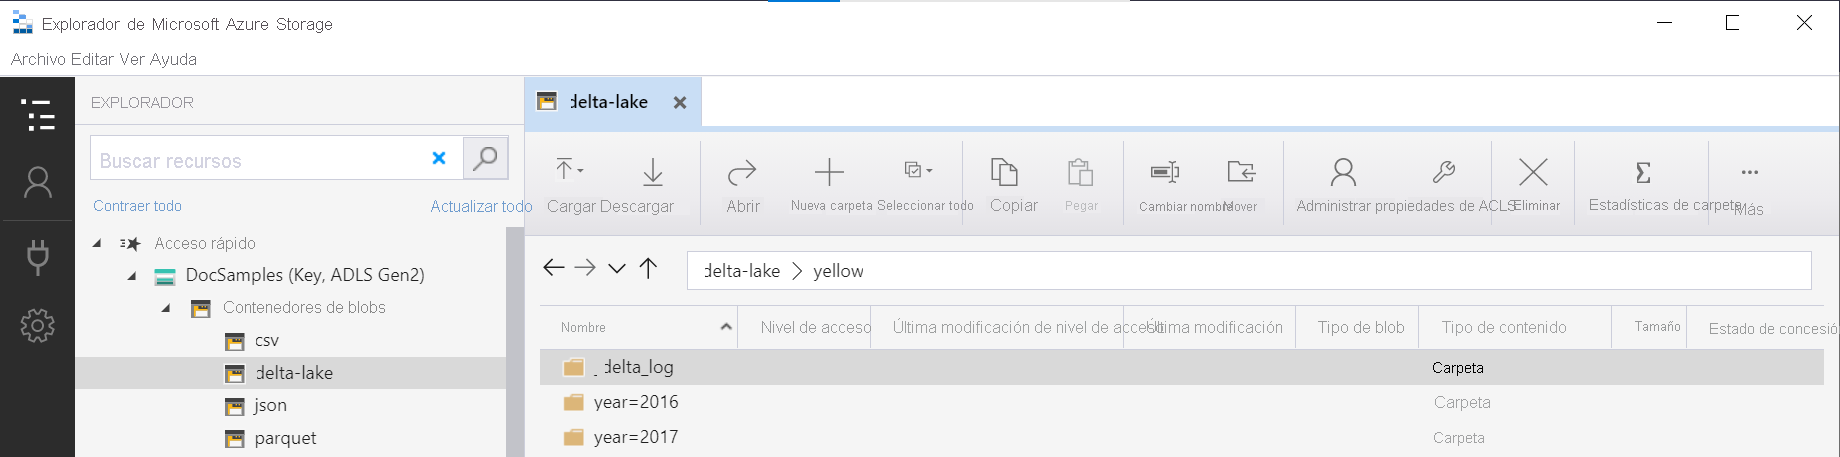 Explorador de Microsoft Azure Storage
Archivo Editar Ver Ayuda
EXPLORADOR
Buscar recursos
Contraer todo Actualizar todo
Acceso rápido
DocSamples (Key, ADLS Gen2)
Contenedores de blobs
csv
delta-lake
json
parquet
delta-lake
Cargar Descargar Abrir Nueva carpeta Seleccionar todo Copiar Pegar Cambiar nombre Mover Administrar propiedades de ACLS Eliminar Estadísticas de carpeta Más
delta-lake > yellow
Nombre Nivel de acceso Última modificación de nivel de acceso Última modificación Tipo de blob Tipo de contenido Tamaño Estado de concesió
_delta_log Carpeta
year=2016 Carpeta
year=2017 Carpeta